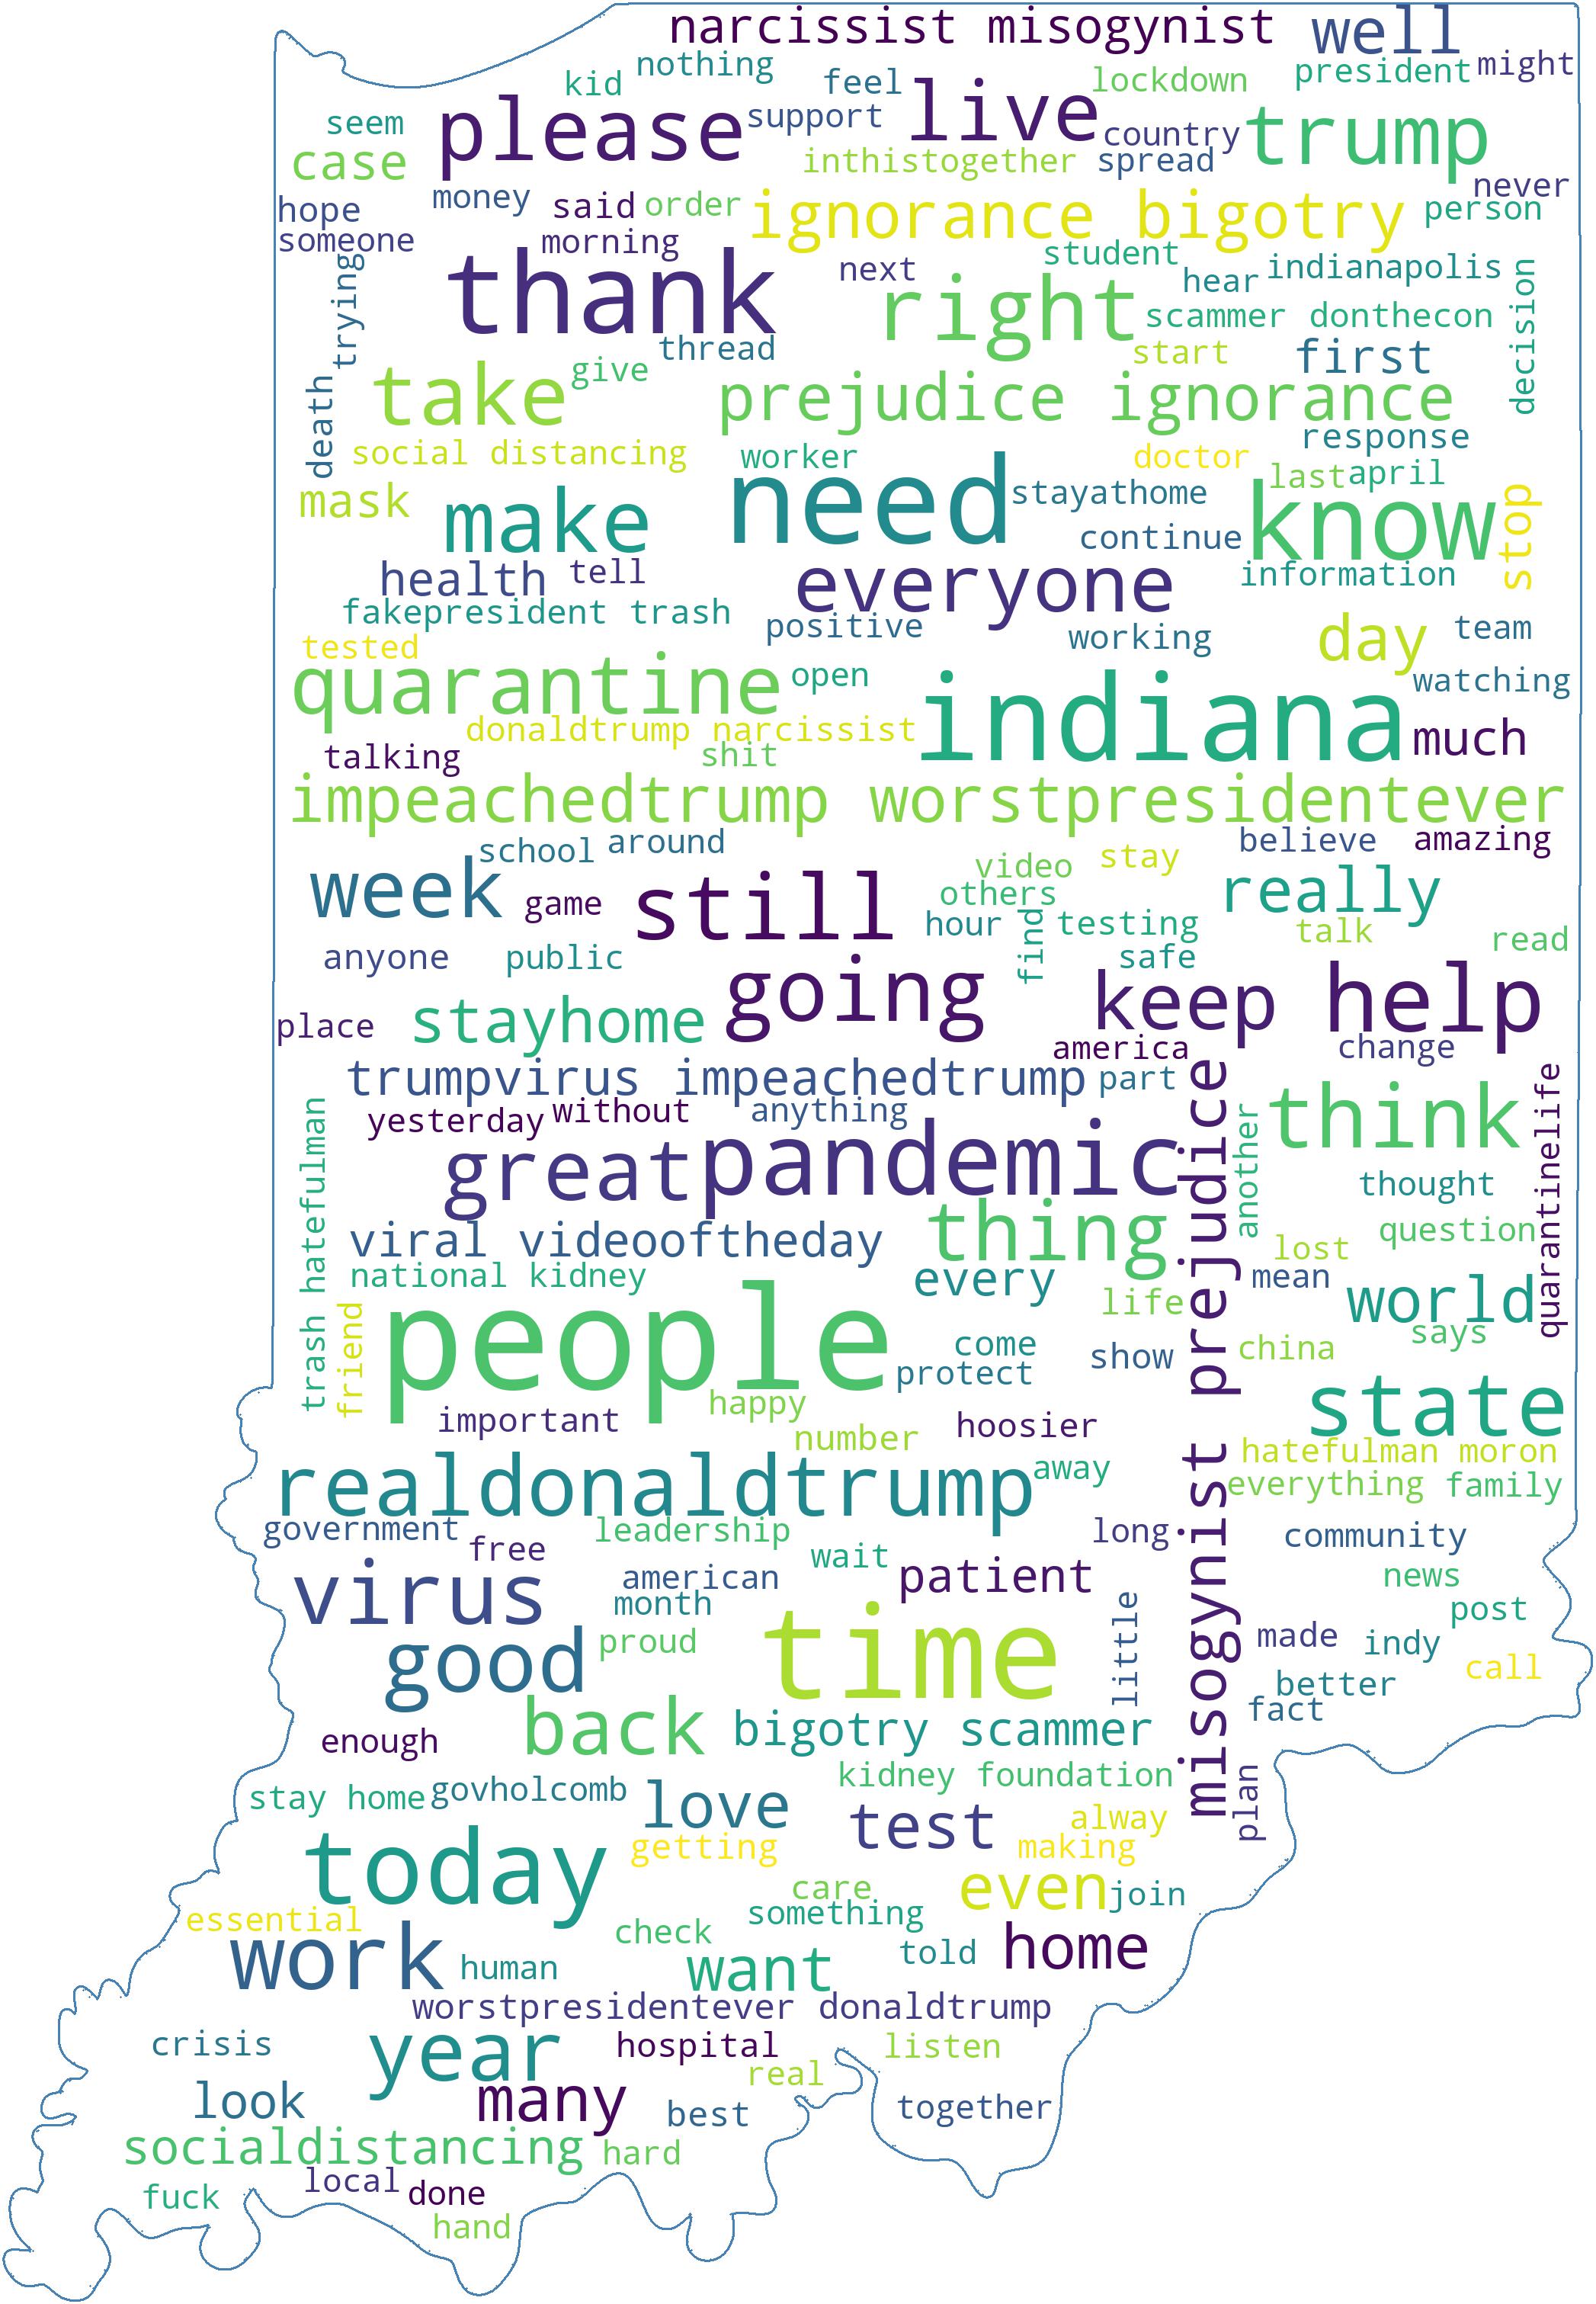 narcissist misogynist
well
nothing
kid
feel
lockdown
president
might
please
support
live
country
trump
seem
case
inthistogether
spread
never
money
said
order
ignorance bigotry
person
hope
someone
morning
student
thank
next
right
hear
indianapolis
trying
decision
scammer donthecon
thread
start
first
take
give
prejudice ignorance
death
response
social distancing
worker
doctor
last
april
mask
make
need
stayathome
know
stop
continue
health
tell
everyone
information
fakepresident trash
positive
working
day
team
tested
quarantine
open
indiana
watching
donaldtrump narcissist
much
talking
shit
impeachedtrump worstpresidentever
school
around
believe
amazing
week
video
stay
game
still
others
really
hour
find
testing
talk
read
anyone
public
safe
going
keep
help
place
stayhome
america
change
trumpvirus impeachedtrump
part
yesterday
without
anything
think
quarantinelife
trash hatefulman
great
pandemic
misogynist prejudice
another
thought
viral videooftheday
thing
question
lost
national kidney
every
mean
world
people
life
friend
says
come
show
china
protect
state
important
happy
number
hoosier
hatefulman moron
realdonaldtrump
away
everything
family
government
leadership
long
community
free
wait
virus
american
patient
news
month
post
good
proud
time
little
made
indy
call
better
back
bigotry scammer
fact
enough
kidney foundation
stay home
govholcomb
love
test
alway
plan
today
getting
making
care
even
join
essential
something
work
check
told
home
human
want
worstpresidentever donaldtrump
crisis
year
hospital
listen
real
look
many
best
together
socialdistancing
hard
fuck
local
done
hand